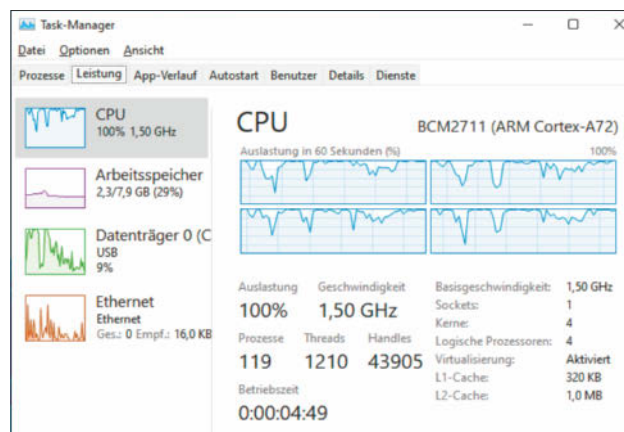 Task-Manager
Datei Optionen Ansicht
Prozesse Leistung App-Verlauf Autostart Benutzer Details Dienste
CPU
100% 1,50 GHz
Arbeitsspeicher
2,3/7,9 GB (29%)
Datenträger 0 (C
USB
9%
Ethernet
Ethernet
Ges.: 0 Empf.: 16,0 KB
CPU BCM2711 (ARM Cortex-A72)
Auslastung in 60 Sekunden (%) 100%
Auslastung Geschwindigkeit
100% 1,50 GHz
Prozesse Threads Handles
119 1210 43905
Betriebszeit
0:00:04:49
Basisgeschwindigkeit: 1,50 GHz
Sockets: 1
Kerne: 4
Logische Prozessoren: 4
Virtualisierung: Aktiviert
L1-Cache: 320 KB
L2-Cache: 1,0 MB